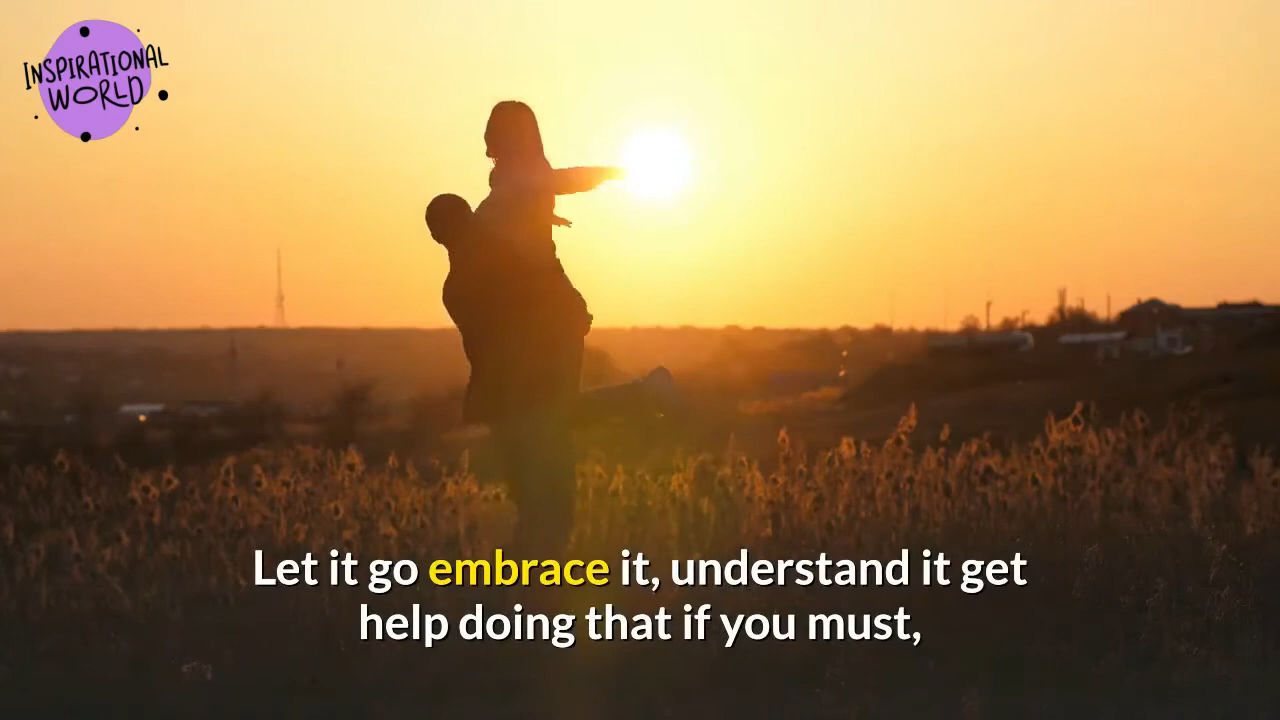 INSPIRATIONAL
WORLD
Let it go embrace it, understand it get
help doing that if you must,